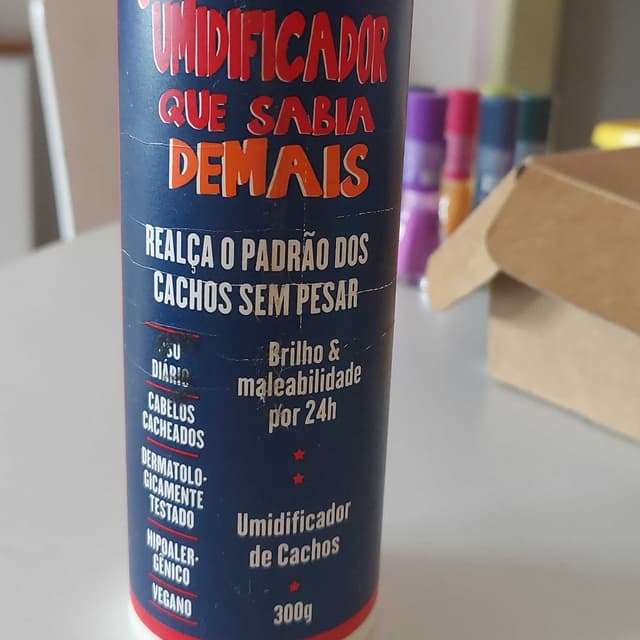 UMIDIFICADOR
QUE SABIA
DEMAIS
REALÇA O PADRÃO DOS
CACHOS SEM PESAR
USO
DIÁRIO
CABELOS
CACHEADOS
DERMATOLO-
GICAMENTE
TESTADO
HIPOALER-
GÊNICO
VEGANO
Brilho &
maleabilidade
por 24h
Umidificador
de Cachos
300g